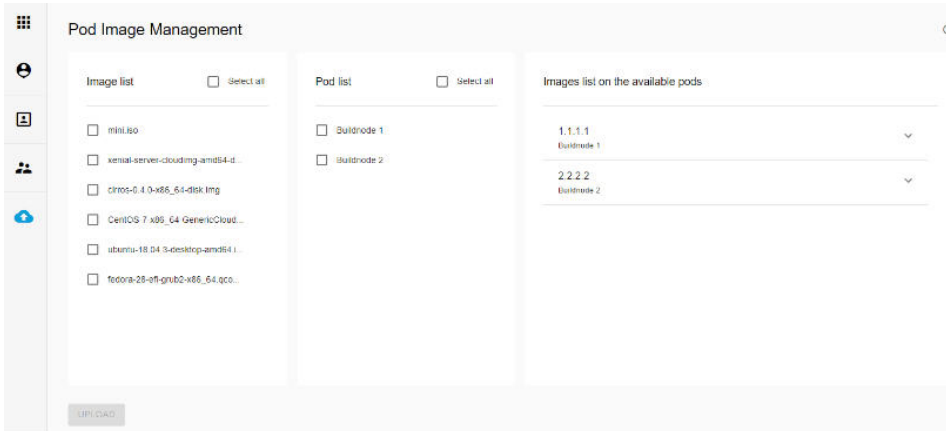 Pod Image Management
Image list
Select all
mini.iso
xenial-server-cloudimg-amd64-d...
cirros-0.4.0-x86_64-disk.img
CentOS 7 x86_64 GenericCloud...
ubuntu-18.04.3-desktop-amd64.i...
fedora-28-efi-grub2-x86_64.qco...
Pod list
Select all
Buildnode 1
Buildnode 2
Images list on the available pods
1.1.1.1
Buildnode 1
2.2.2.2
Buildnode 2
UPLOAD